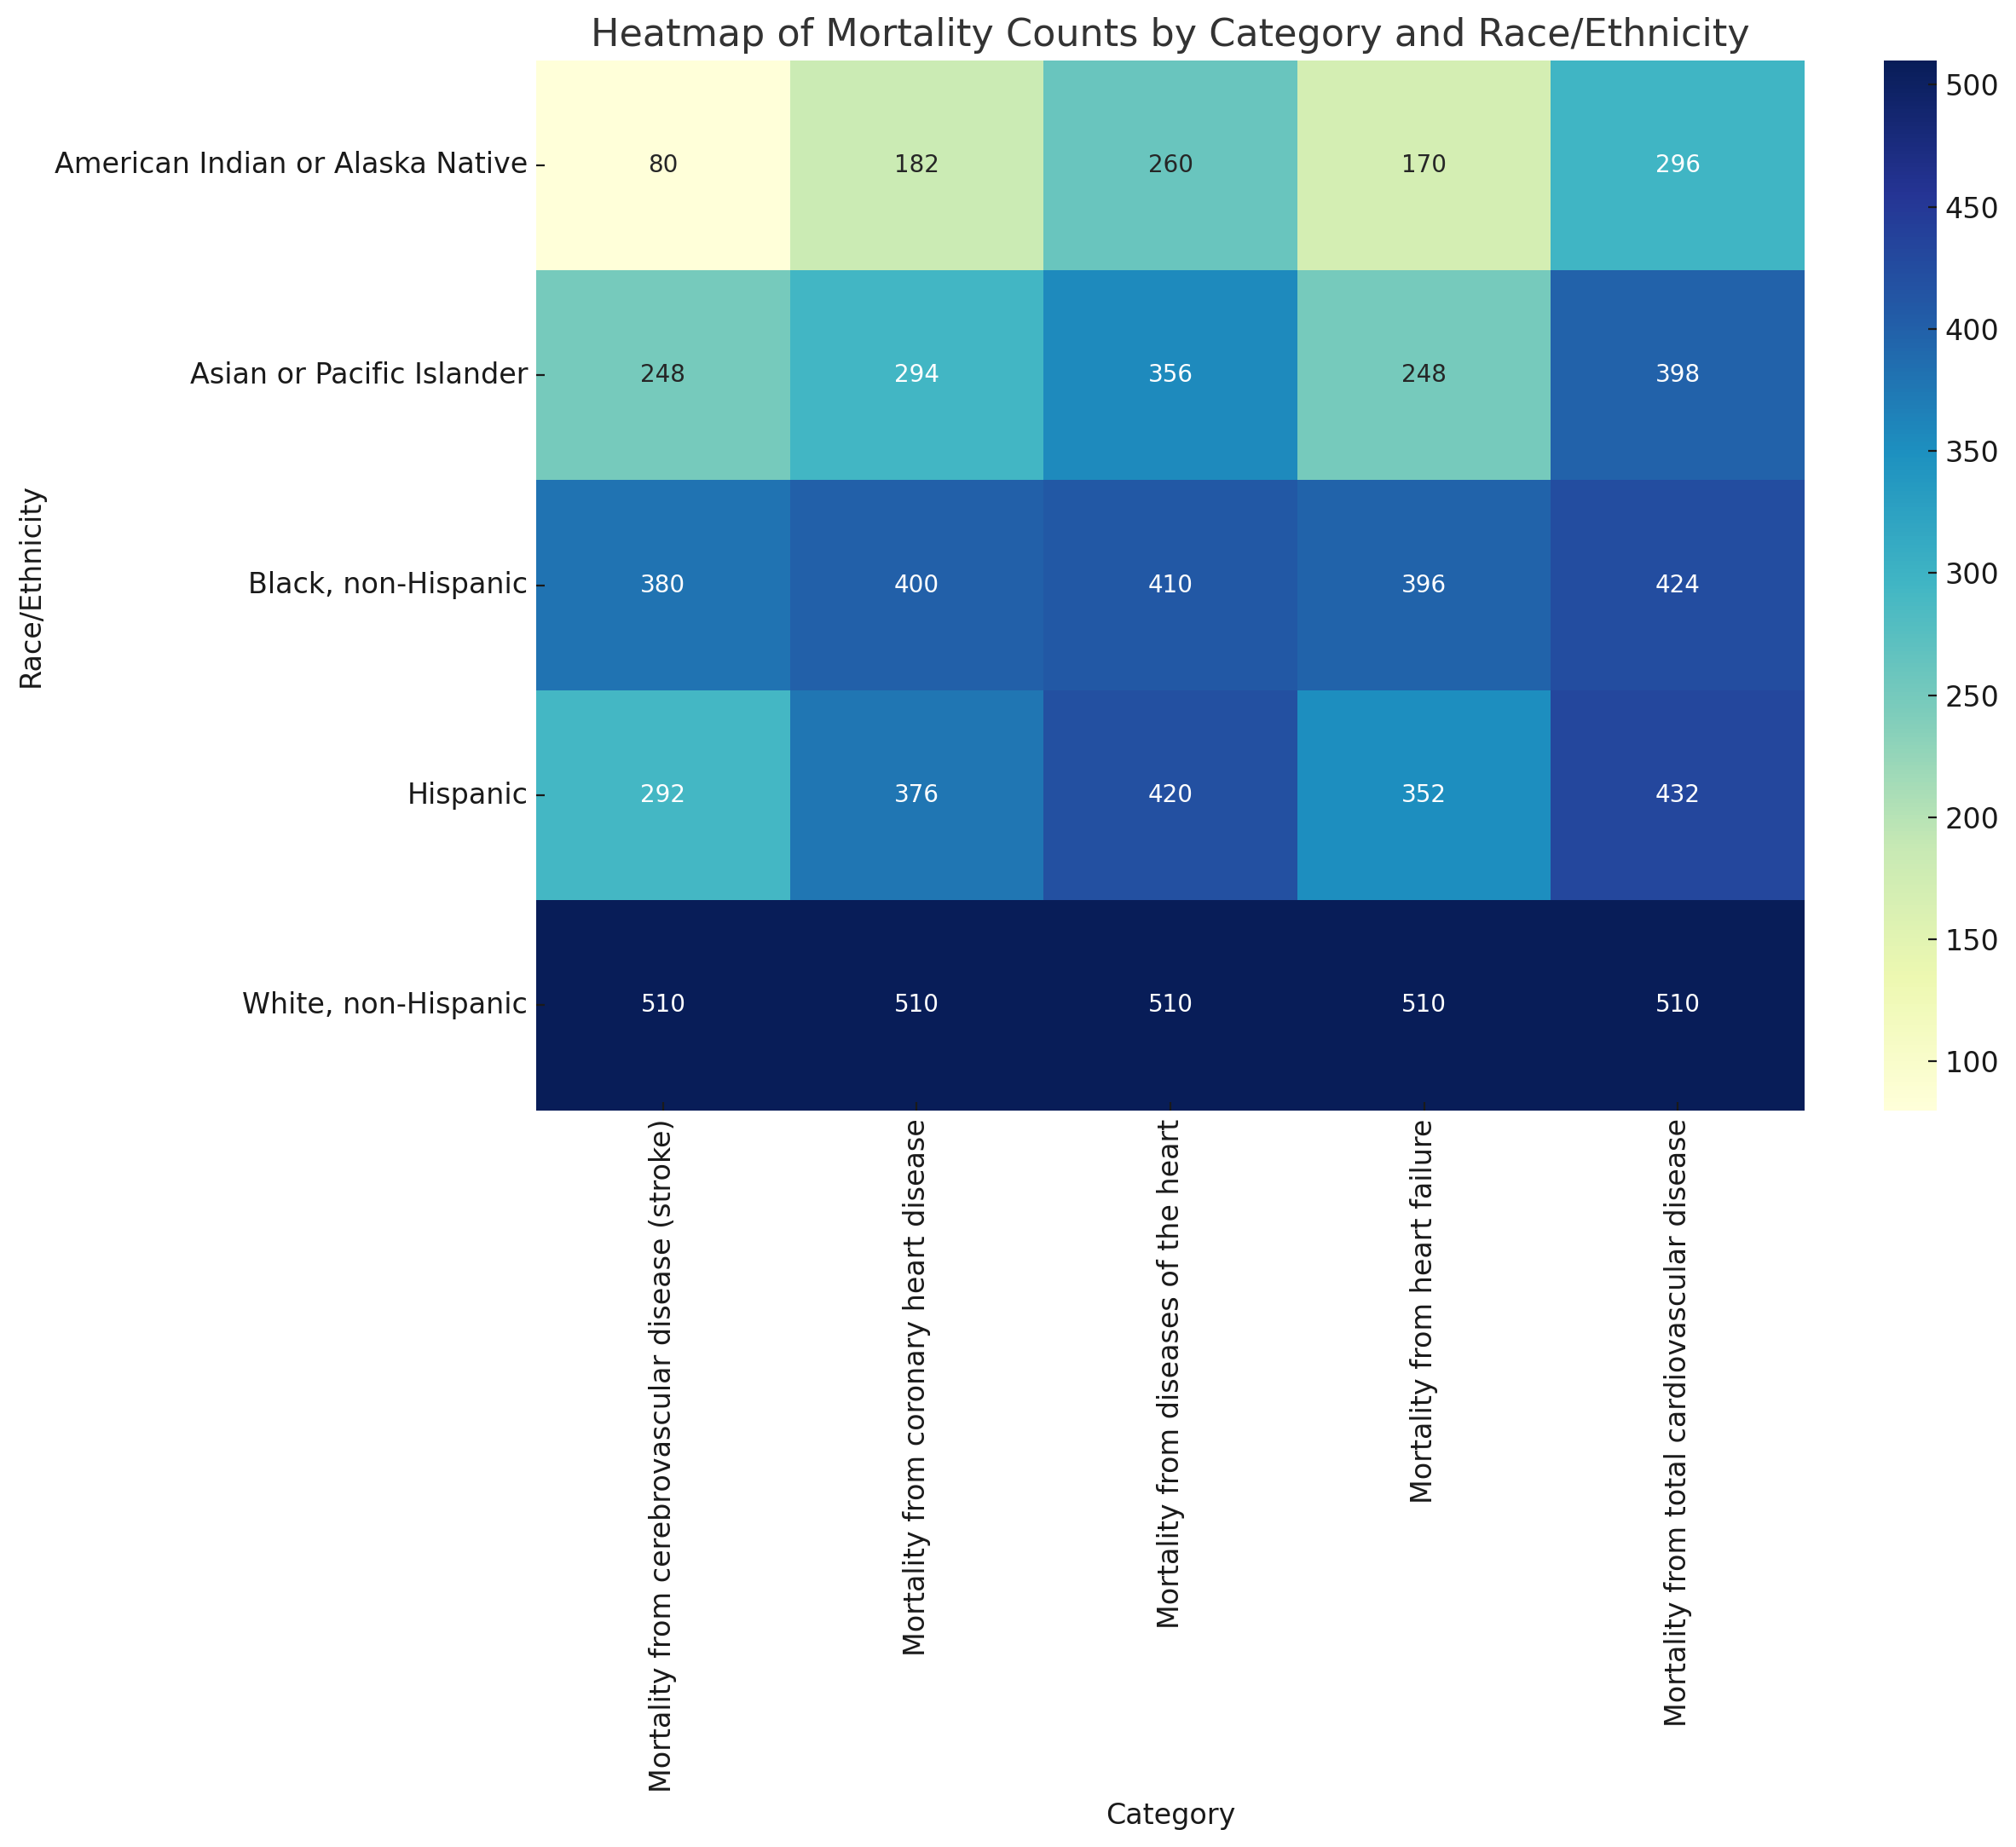 Heatmap of Mortality Counts by Category and Race/Ethnicity
Race/Ethnicity
American Indian or Alaska Native 80 182 260 170 296
Asian or Pacific Islander 248 294 356 248 398
Black, non-Hispanic 380 400 410 396 424
Hispanic 292 376 420 352 432
White, non-Hispanic 510 510 510 510 510
Mortality from cerebrovascular disease (stroke)
Mortality from coronary heart disease
Mortality from diseases of the heart
Mortality from heart failure
Mortality from total cardiovascular disease
Category
500
450
400
350
300
250
200
150
100